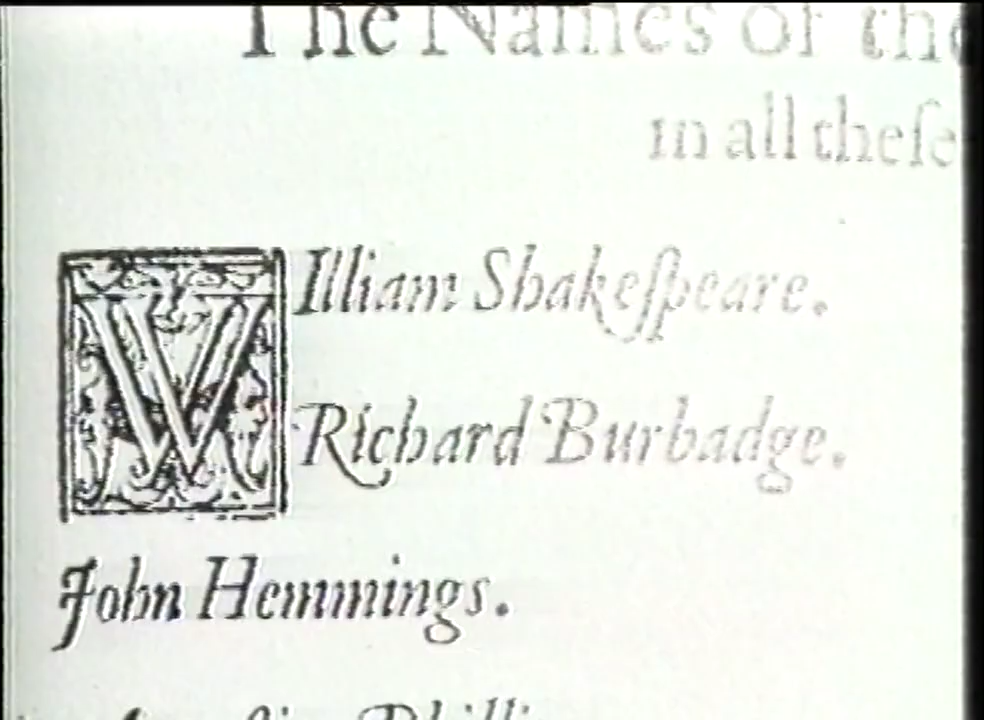 The Names of the
in all theſe
William Shakeſpeare.
Richard Burbadge.
John Hemmings.